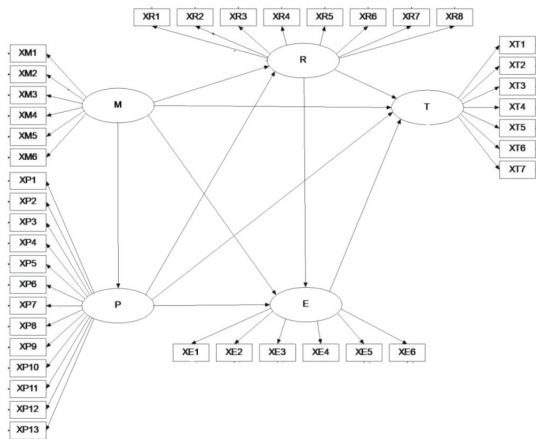 XR1 XR2 XR3 XR4 XR5 XR6 XR7 XR8
XM1
XM2
XM3
XM4
XM5
XM6
R
M
T
XT1
XT2
XT3
XT4
XT5
XT6
XT7
XP1
XP2
XP3
XP4
XP5
XP6
XP7
XP8
XP9
XP10
XP11
XP12
XP13
P
E
XE1 XE2 XE3 XE4 XE5 XE6